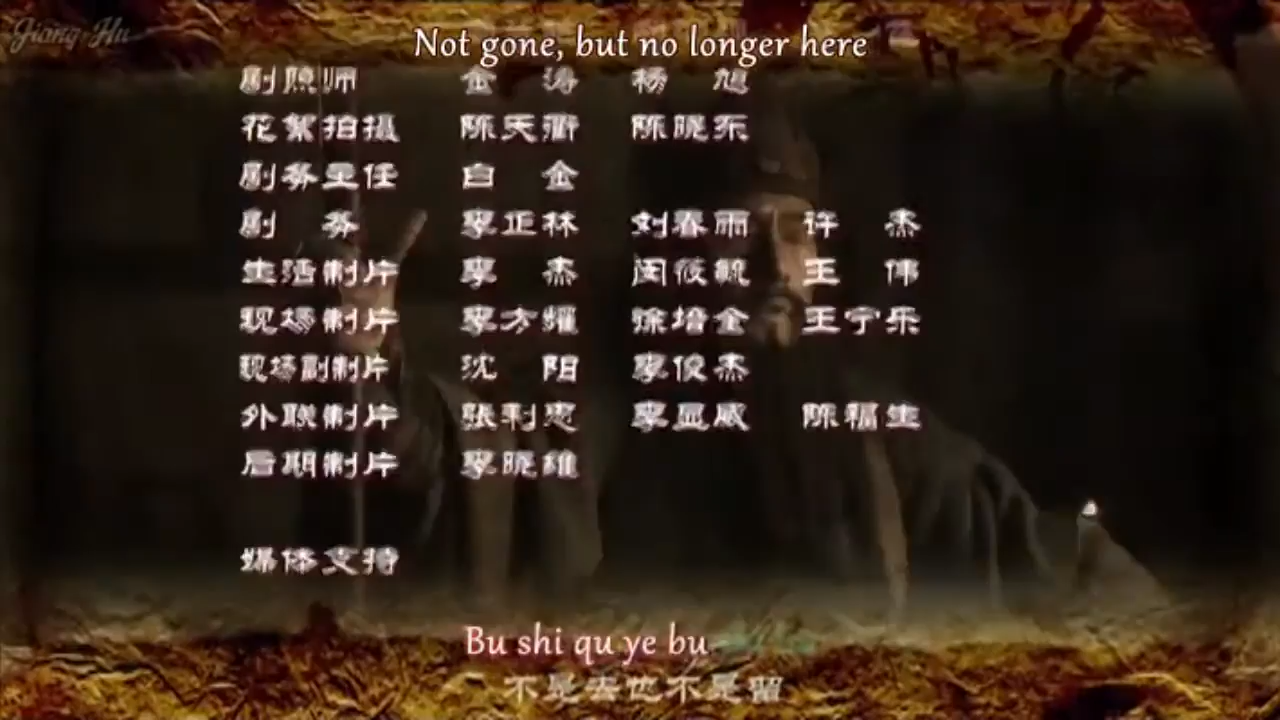 Jiang-Hu
Not gone, but no longer here
剧照师 金涛 杨旭
花絮拍摄 陈天衢 陈晓东
剧务主任 白金
剧务 李正林 刘春雨 许杰
生活制片 李杰 闵筱毓 王伟
现场制片 李方耀 徐培金 王宁乐
现场副制片 沈阳 李俊杰
外联制片 张利忠 李显威 陈福生
后期制片 李晓雄
媒体支持
Bu shi qu ye bu
不是去也不是留